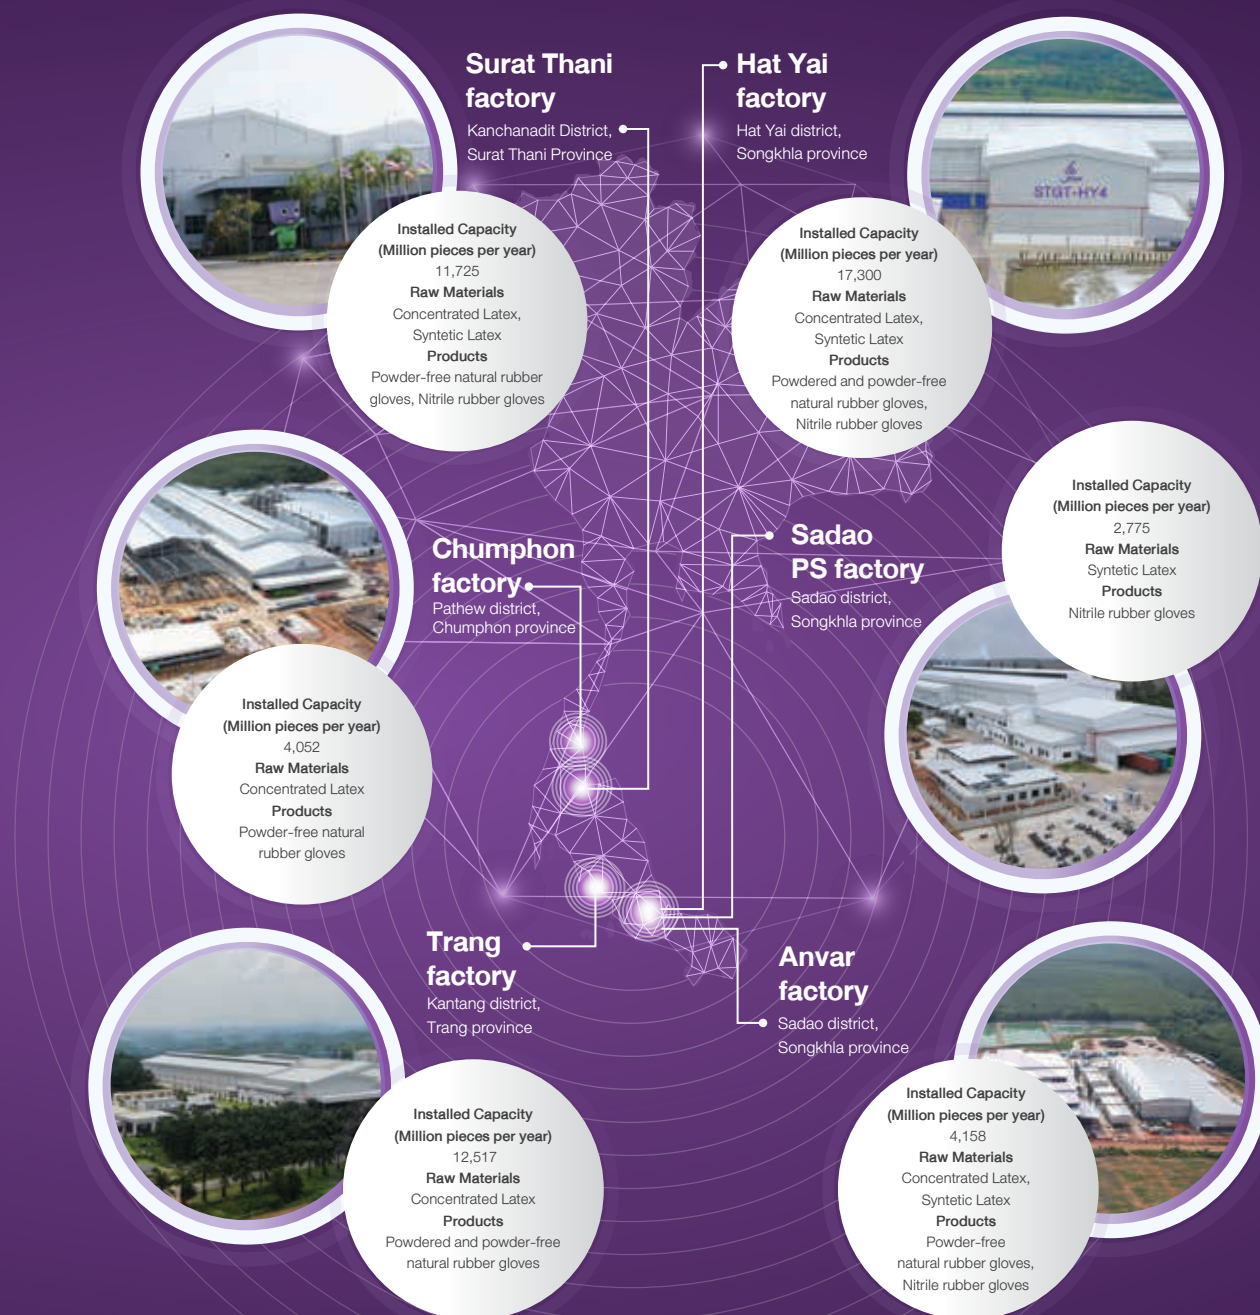 Surat Thani
factory
Kanchanadit District,
Surat Thani Province
Installed Capacity
(Million pieces per year)
11,725
Raw Materials
Concentrated Latex,
Syntetic Latex
Products
Powder-free natural rubber
gloves, Nitrile rubber gloves
Hat Yai
factory
Hat Yai district,
Songkhla province
STGT-HY4
Installed Capacity
(Million pieces per year)
17,300
Raw Materials
Concentrated Latex,
Syntetic Latex
Products
Powdered and powder-free
natural rubber gloves,
Nitrile rubber gloves
Chumphon
factory
Pathew district,
Chumphon province
Installed Capacity
(Million pieces per year)
4,052
Raw Materials
Concentrated Latex
Products
Powder-free natural
rubber gloves
Sadao
PS factory
Sadao district,
Songkhla province
Installed Capacity
(Million pieces per year)
2,775
Raw Materials
Syntetic Latex
Products
Nitrile rubber gloves
Trang
factory
Kantang district,
Trang province
Installed Capacity
(Million pieces per year)
12,517
Raw Materials
Concentrated Latex
Products
Powdered and powder-free
natural rubber gloves
Anvar
factory
Sadao district,
Songkhla province
Installed Capacity
(Million pieces per year)
4,158
Raw Materials
Concentrated Latex,
Syntetic Latex
Products
Powder-free
natural rubber gloves,
Nitrile rubber gloves